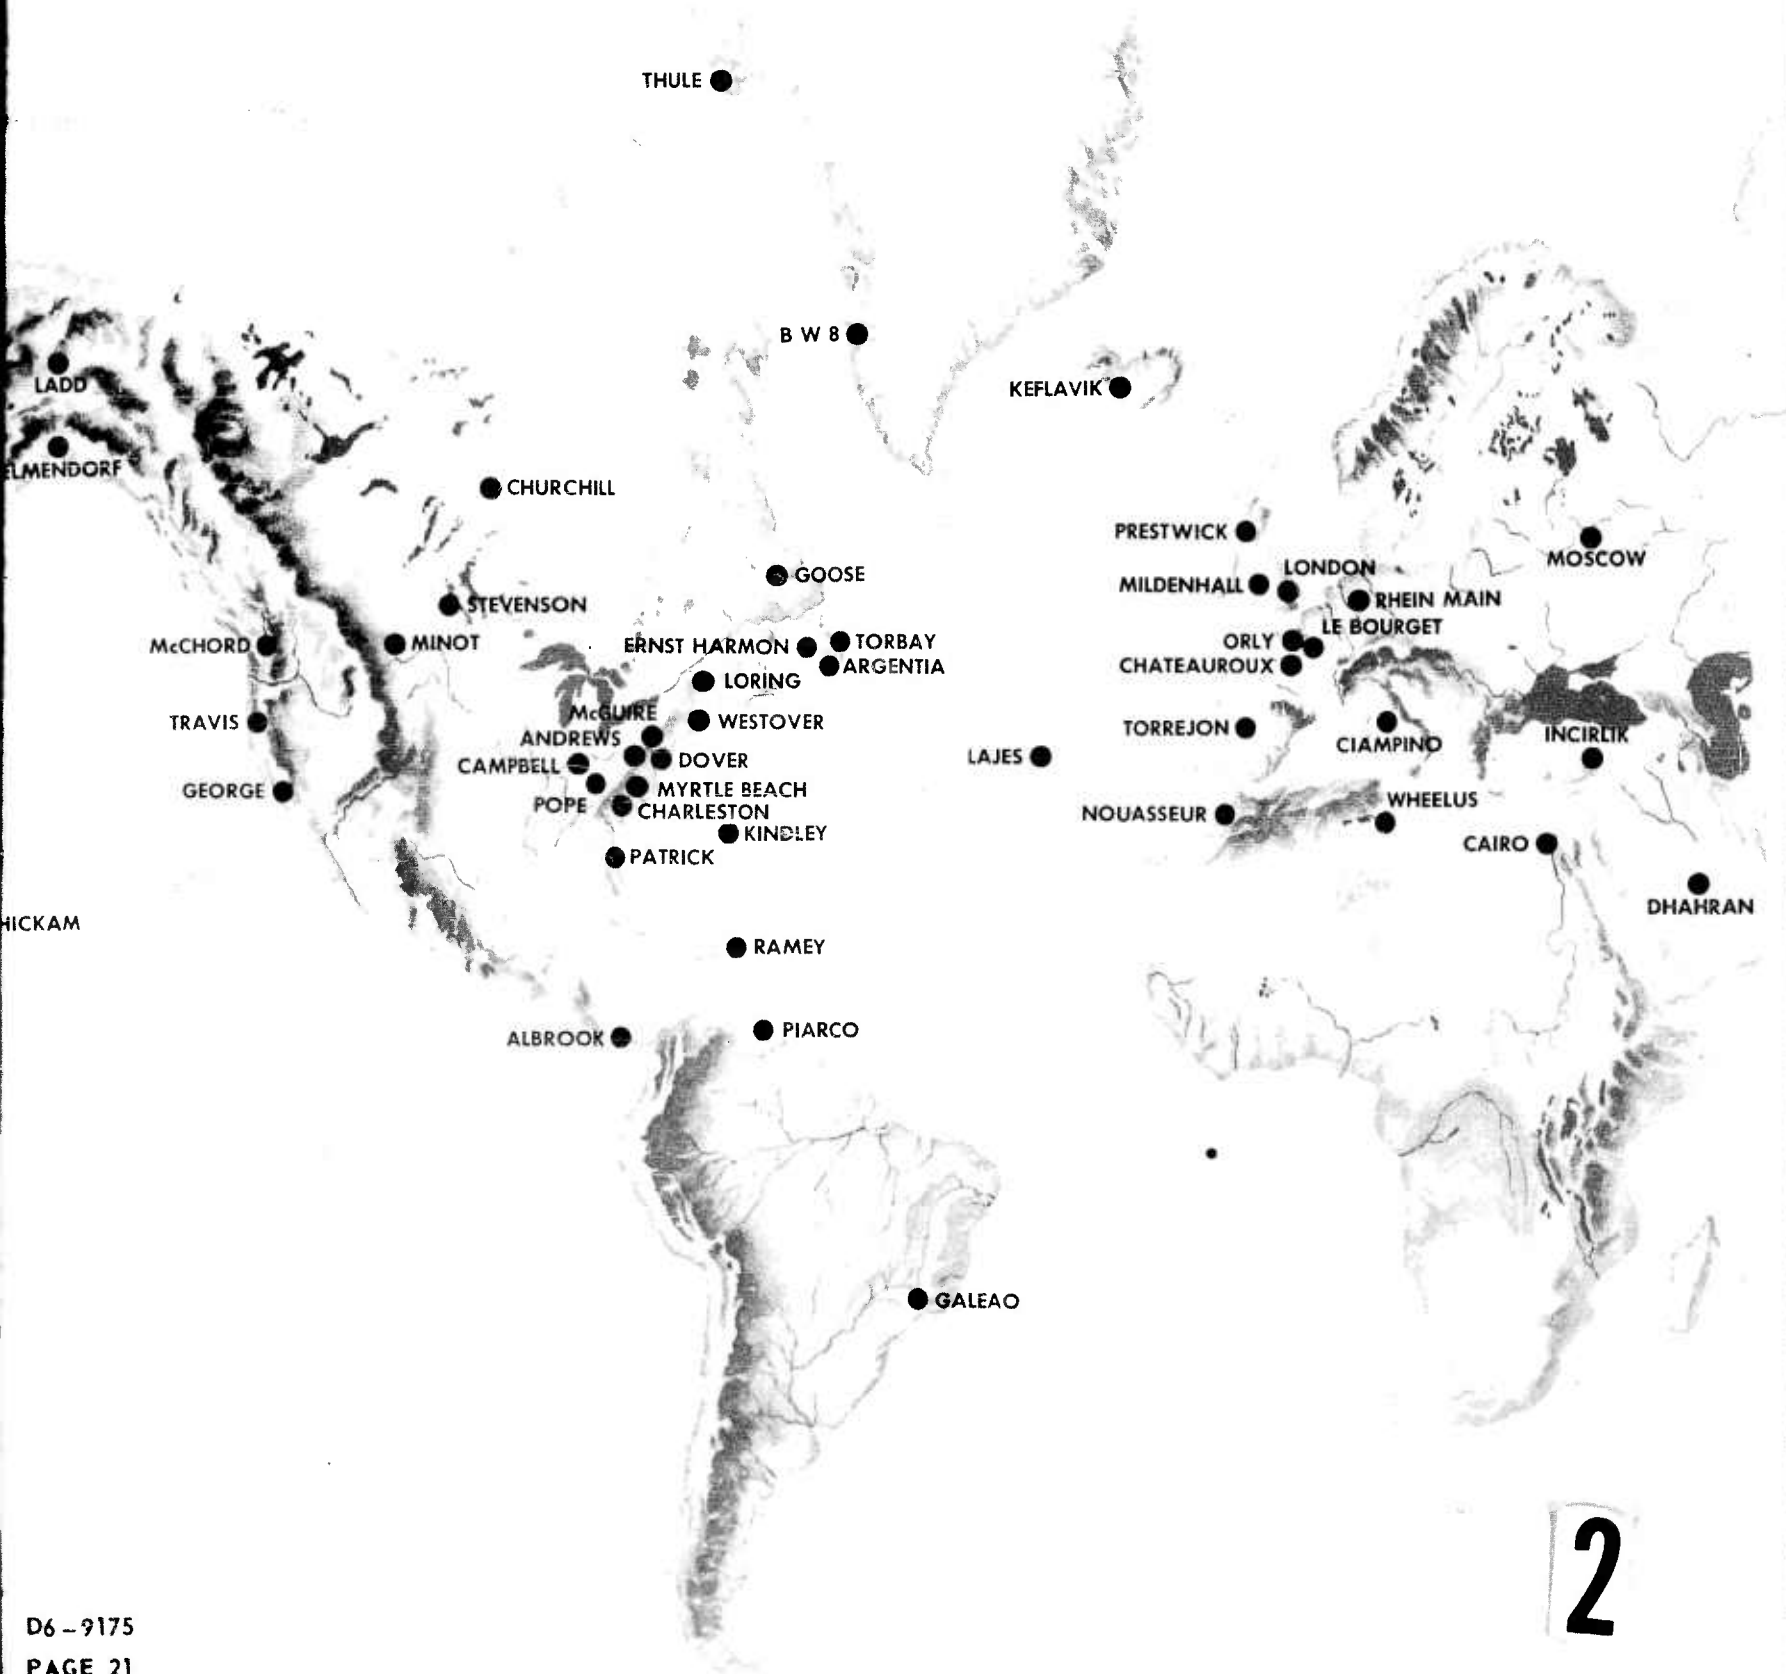 THULE
B W 8
KEFLAVIK
LADD
ELMENDORF
CHURCHILL
PRESTWICK
MOSCOW
GOOSE
LONDON
MILDENHALL
RHEIN MAIN
STEVENSON
LE BOURGET
McCHORD
MINOT
ERNST HARMON
TORBAY
ORLY
ARGENTIA
CHATEAUROUX
LORING
McGUIRE
TRAVIS
WESTOVER
TORREJON
ANDREWS
CIAMPINO
INCIRLIK
CAMPBELL
DOVER
LAJES
GEORGE
MYRTLE BEACH
POPE
CHARLESTON
NOUASSEUR
WHEELUS
KINDLEY
CAIRO
PATRICK
DHAHRAN
HICKAM
RAMEY
ALBROOK
PIARCO
GALEAO
2
D6-9175
PAGE 21